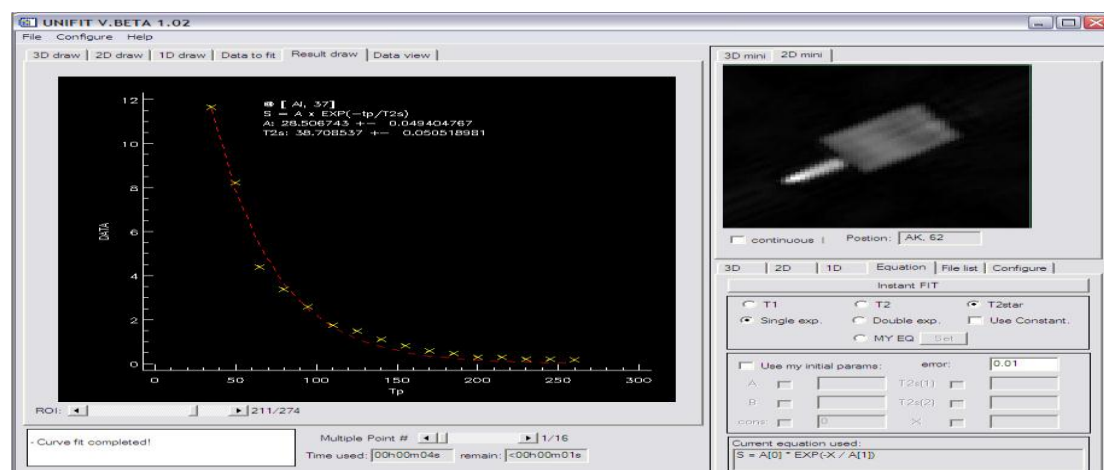 UNIFIT V.BETA 1.02
File Configure Help
3D draw 2D draw 1D draw Data to fit Result draw Data view
[ AI, 37]
S = A x EXP(-tp/T2s)
A: 28.506743 +- 0.049404767
T2s: 38.708537 +- 0.050518981
12
10
8
6
4
2
0
DATA
0 50 100 150 200 250 300
Tp
ROI: 211/274
- Curve fit completed!
Multiple Point # 1/16
Time used: 00h00m04s remain: <00h00m01s
3D mini 2D mini
continuous Postion: AK, 62
3D 2D 1D Equation File list Configure
Instant FIT
T1 T2 T2star
Single exp. Double exp. Use Constant.
MY EQ Set
Use my initial params: error: 0.01
A T2s(1)
B T2s(2)
cons: 0 X
Current equation used:
S = A[0] * EXP(-X / A[1])